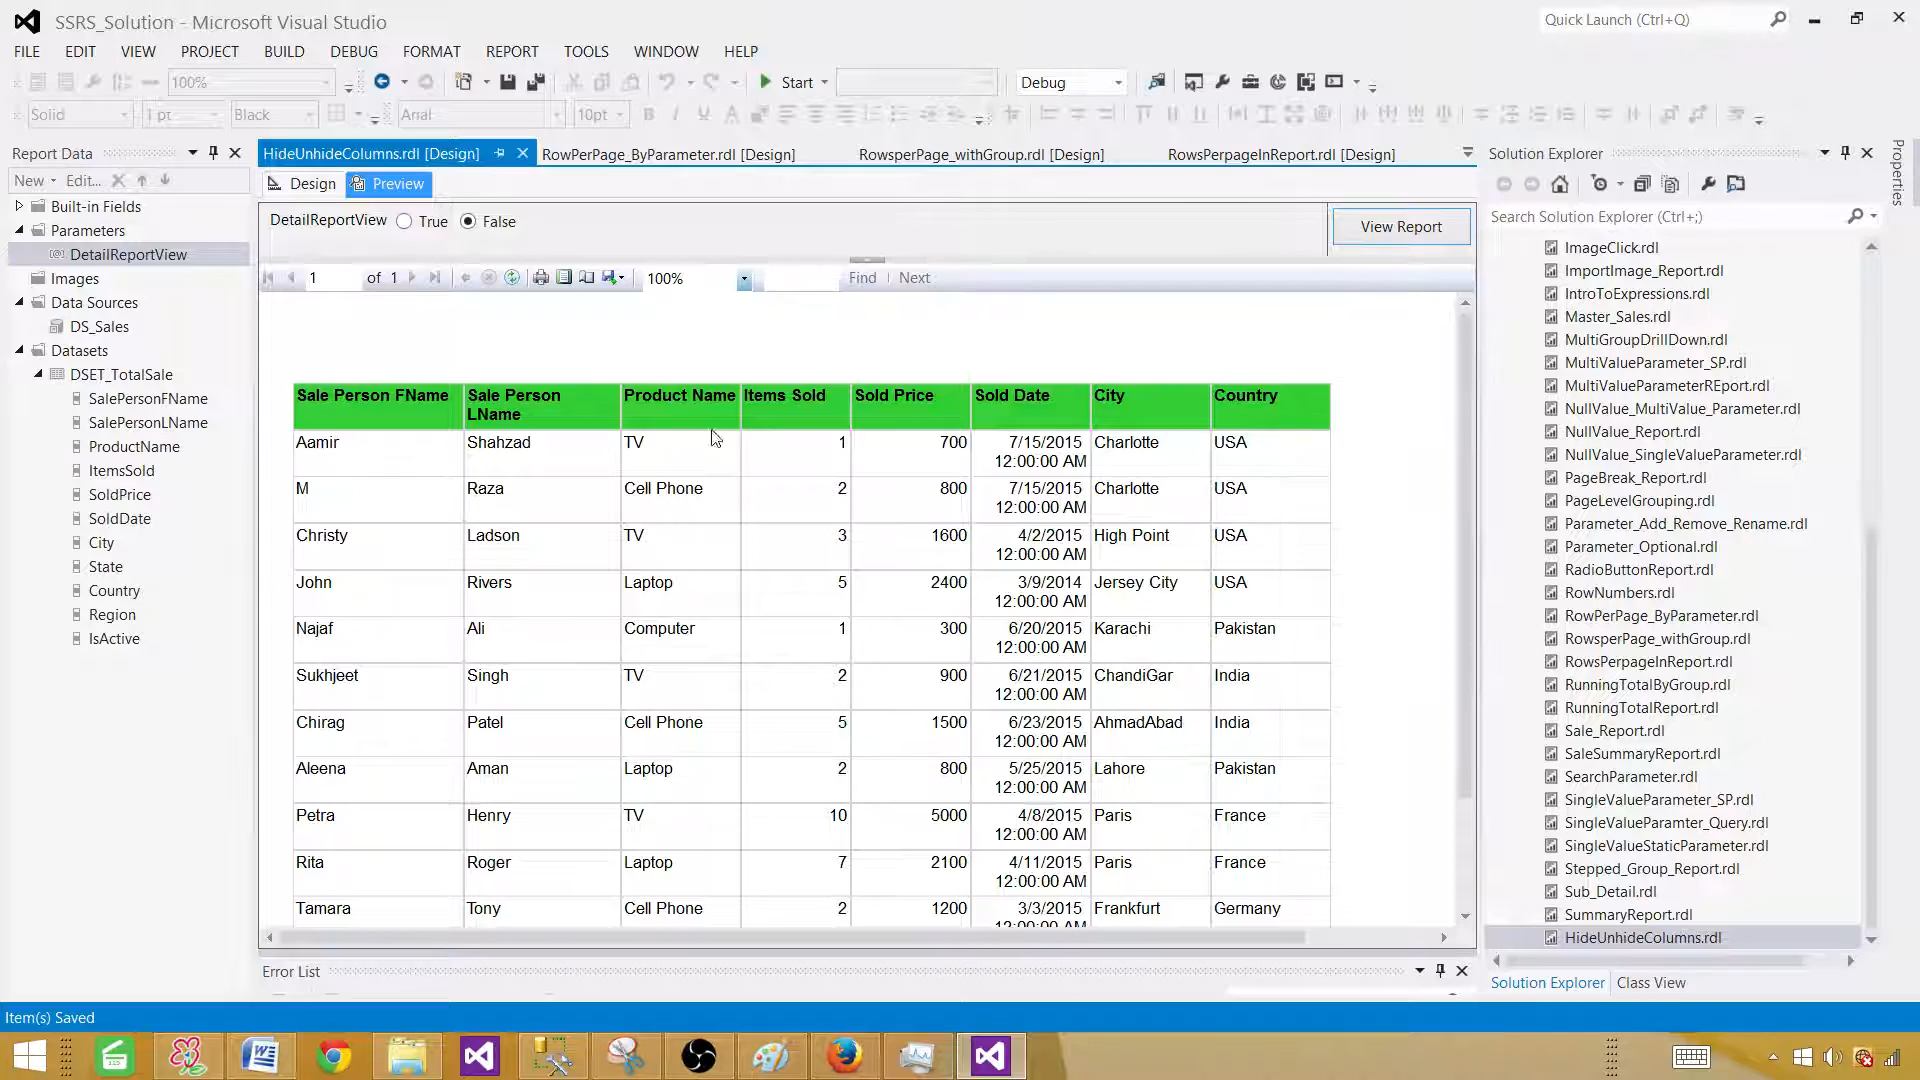 SSRS_Solution - Microsoft Visual Studio
Quick Launch (Ctrl+Q)
FILE EDIT VIEW PROJECT BUILD DEBUG FORMAT REPORT TOOLS WINDOW HELP
100% Start Debug
Solid 1 pt Black Arial 10pt B I U A
Report Data
HideUnhideColumns.rdl [Design] RowPerPage_ByParameter.rdl [Design] RowsperPage_withGroup.rdl [Design] RowsPerpageInReport.rdl [Design]
Solution Exploer
Properties
New Edit...
Design Preview
Built-in Fields
Parameters
DetailReportView
Images
Data Sources
DS_Sales
Datasets
DSET_TotalSale
SalePersonFName
SalePersonLName
ProductName
ItemsSold
SoldPrice
SoldDate
City
State
Country
Region
IsActive
DetailReportView True False
View Report
1 of 1 100% Find | Next
Sale Person FName Sale Person LName Product Name Items Sold Sold Price Sold Date City Country
Aamir Shahzad TV 1 700 7/15/2015 12:00:00 AM Charlotte USA
M Raza Cell Phone 2 800 7/15/2015 12:00:00 AM Charlotte USA
Christy Ladson TV 3 1600 4/2/2015 12:00:00 AM High Point USA
John Rivers Laptop 5 2400 3/9/2014 12:00:00 AM Jersey City USA
Najaf Ali Computer 1 300 6/20/2015 12:00:00 AM Karachi Pakistan
Sukhjeet Singh TV 2 900 6/21/2015 12:00:00 AM ChandiGar India
Chirag Patel Cell Phone 5 1500 6/23/2015 12:00:00 AM AhmadAbad India
Aleena Aman Laptop 2 800 5/25/2015 12:00:00 AM Lahore Pakistan
Petra Henry TV 10 5000 4/8/2015 12:00:00 AM Paris France
Rita Roger Laptop 7 2100 4/11/2015 12:00:00 AM Paris France
Tamara Tony Cell Phone 2 1200 3/3/2015 12:00:00 AM Frankfurt Germany
Search Solution Explorer (Ctrl+;)
ImageClick.rdl
ImportImage_Report.rdl
IntroToExpressions.rdl
Master_Sales.rdl
MultiGroupDrillDown.rdl
MultiValueParameter_SP.rdl
MultiValueParameterREport.rdl
NullValue_MultiValue_Parameter.rdl
NullValue_Report.rdl
NullValue_SingleValueParameter.rdl
PageBreak_Report.rdl
PageLevelGrouping.rdl
Parameter_Add_Remove_Rename.rdl
Parameter_Optional.rdl
RadioButtonReport.rdl
RowNumbers.rdl
RowPerPage_ByParameter.rdl
RowsperPage_withGroup.rdl
RowsPerpageInReport.rdl
RunningTotalByGroup.rdl
RunningTotalReport.rdl
Sale_Report.rdl
SaleSummaryReport.rdl
SearchParameter.rdl
SingleValueParameter_SP.rdl
SingleValueParamter_Query.rdl
SingleValueStaticParameter.rdl
Stepped_Group_Report.rdl
Sub_Detail.rdl
SummaryReport.rdl
HideUnhideColumns.rdl
Solution Explorer Class View
Error List
Item(s) Saved